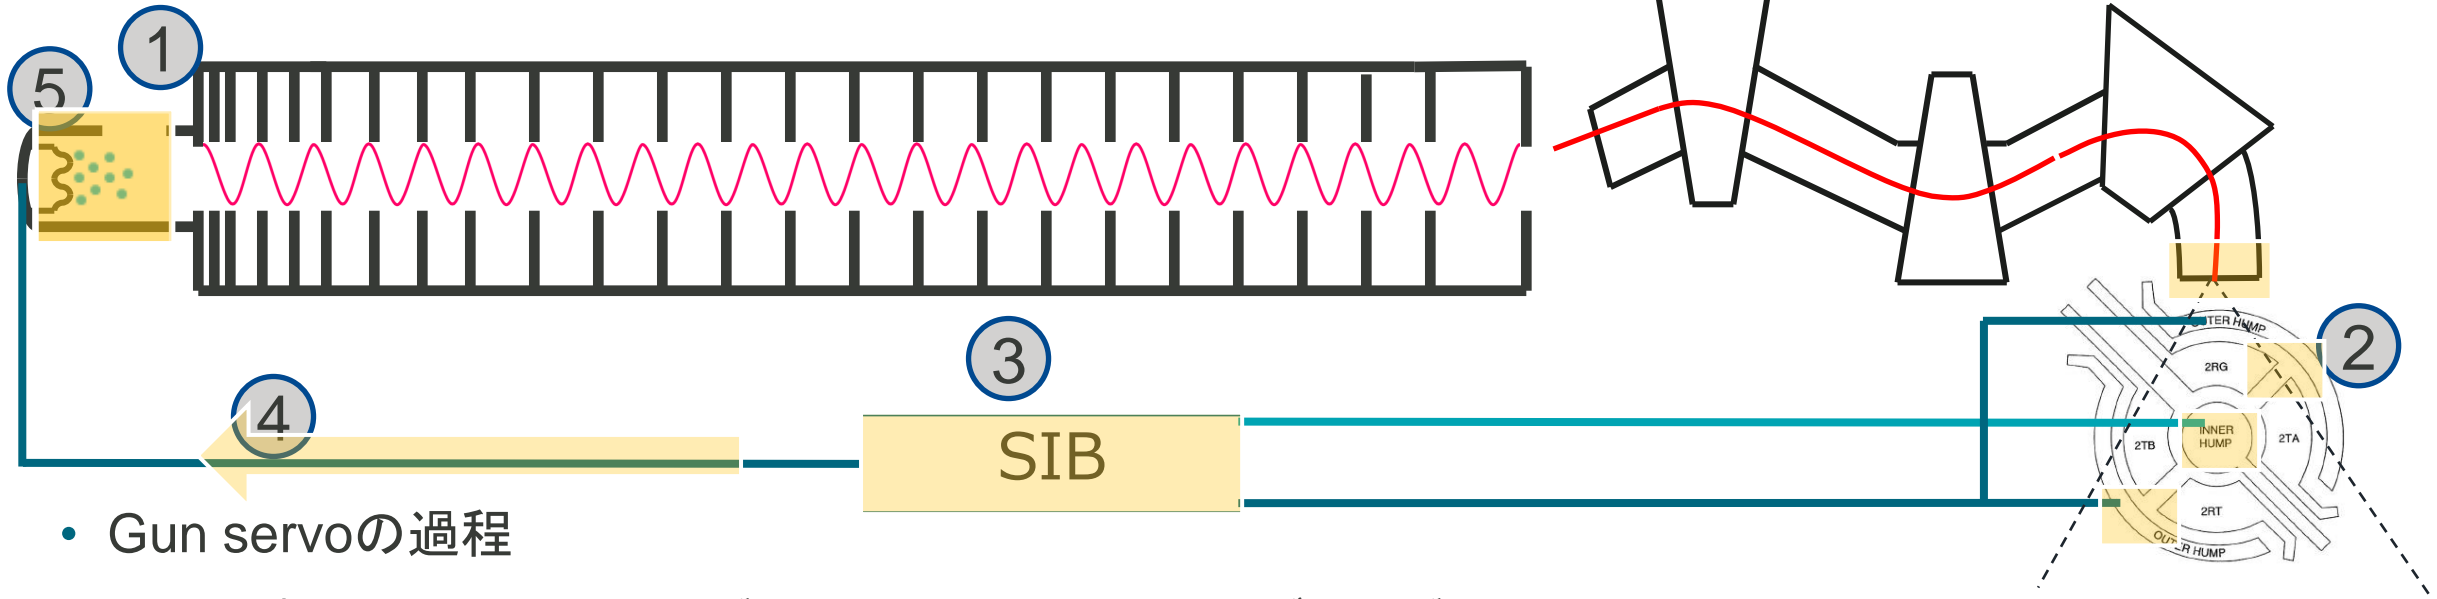 1
5
OUTER HUMP
2
2RG
3
4
SIB
INNER
HUMP
2TB
2TA
2RT
OUTER HUMP
• Gun servoの過程